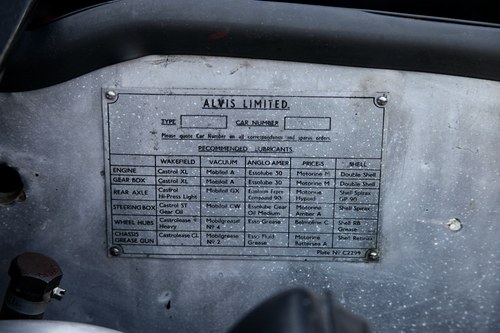 ALVIS LIMITED.
TYPE CAR NUMBER
Please quote Car Number on all correspondence and spares orders.
RECOMMENDED LUBRICANTS
WAKEFIELD VACUUM ANGLO AMER PRICE'S SHELL
ENGINE Castrol XL Mobiloil A Essolube 30 Motorine M Double Shell
GEAR BOX Castrol XL Mobiloil A Essolube 30 Motorine M Double Shell
REAR AXLE Castrol Hi-Press Light Mobiloil GX Expee Compound 90 Motorine Hypoid Shell Spirax EP 90
STEERING BOX Castrol ST Gear Oil Mobiloil CW Essolube Gear Oil Medium Motorine Amber A Shell Spirax
WHEEL HUBS Castrolease Heavy Mobilgrease No 4 Esso Grease Belmoline C Shell RB Grease
CHASSIS GREASE GUN Castrolease CL Mobilgrease No 2 Esso Fluid Grease Motorine Shell Retinax
Plate No C2299